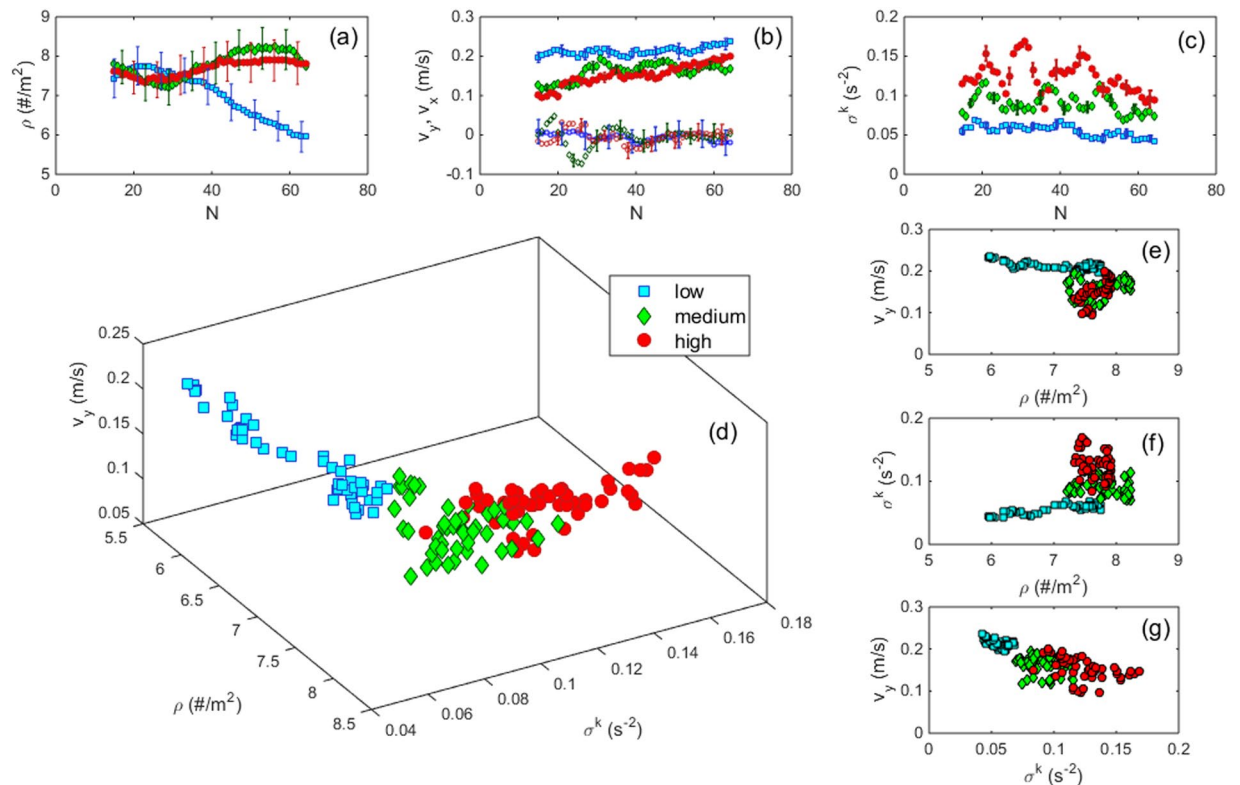 9
8
7
6
5
ρ (#/m²)
(a)
0 20 40 60 80
N
0.3
0.2
0.1
0
-0.1
v_y, v_x (m/s)
(b)
0 20 40 60 80
N
0.2
0.15
0.1
0.05
0
σ^k (s⁻²)
(c)
0 20 40 60 80
N
0.25
0.2
0.15
0.1
0.05
v_y (m/s)
5.5
6
6.5
7
7.5
8
8.5
ρ (#/m²)
0.04
0.06
0.08
0.1
0.12
0.14
0.16
0.18
σ^k (s⁻²)
low
medium
high
(d)
0.3
0.2
0.1
0
v_y (m/s)
(e)
5 6 7 8 9
ρ (#/m²)
0.2
0.1
0
σ^k (s⁻²)
(f)
5 6 7 8 9
ρ (#/m²)
0.3
0.2
0.1
0
v_y (m/s)
(g)
0 0.05 0.1 0.15 0.2
σ^k (s⁻²)